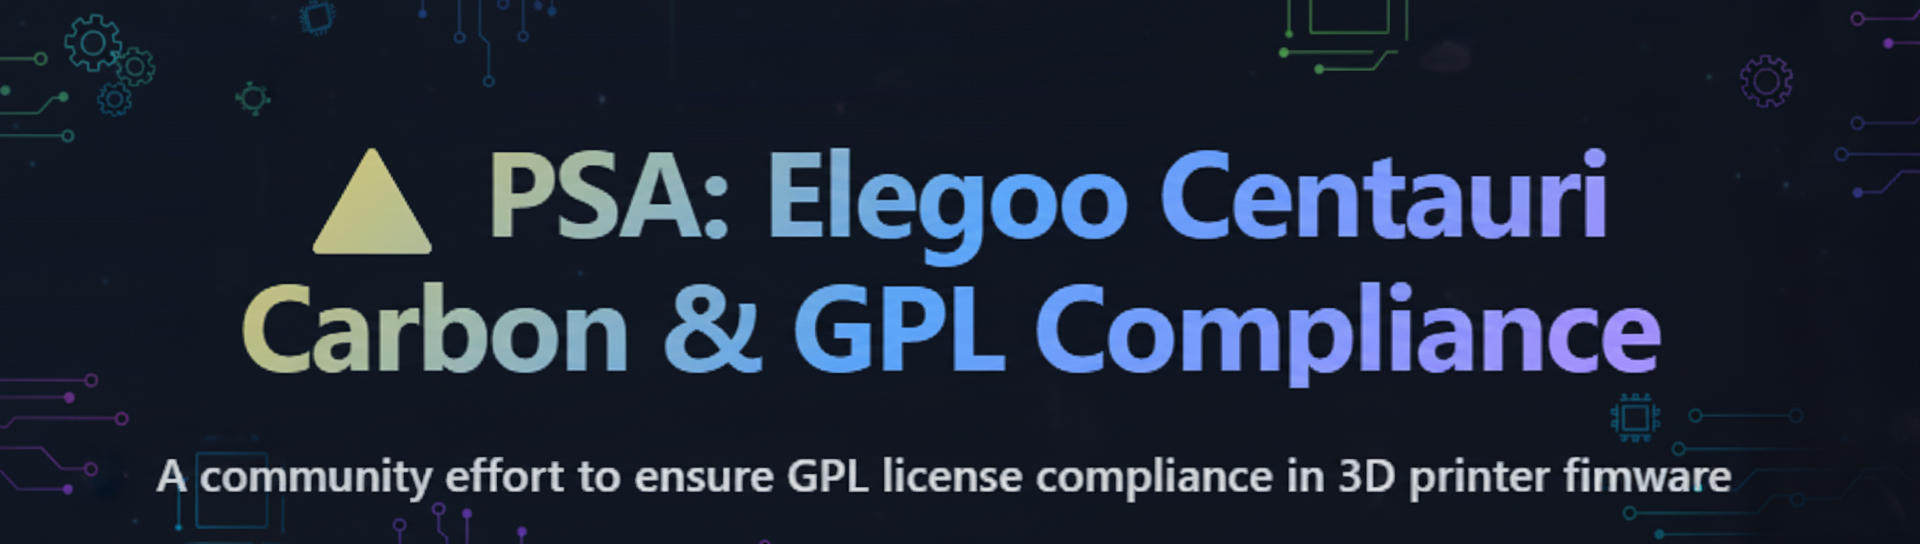 PSA: Elegoo Centauri
Carbon & GPL Compliance
A community effort to ensure GPL license compliance in 3D printer fimware